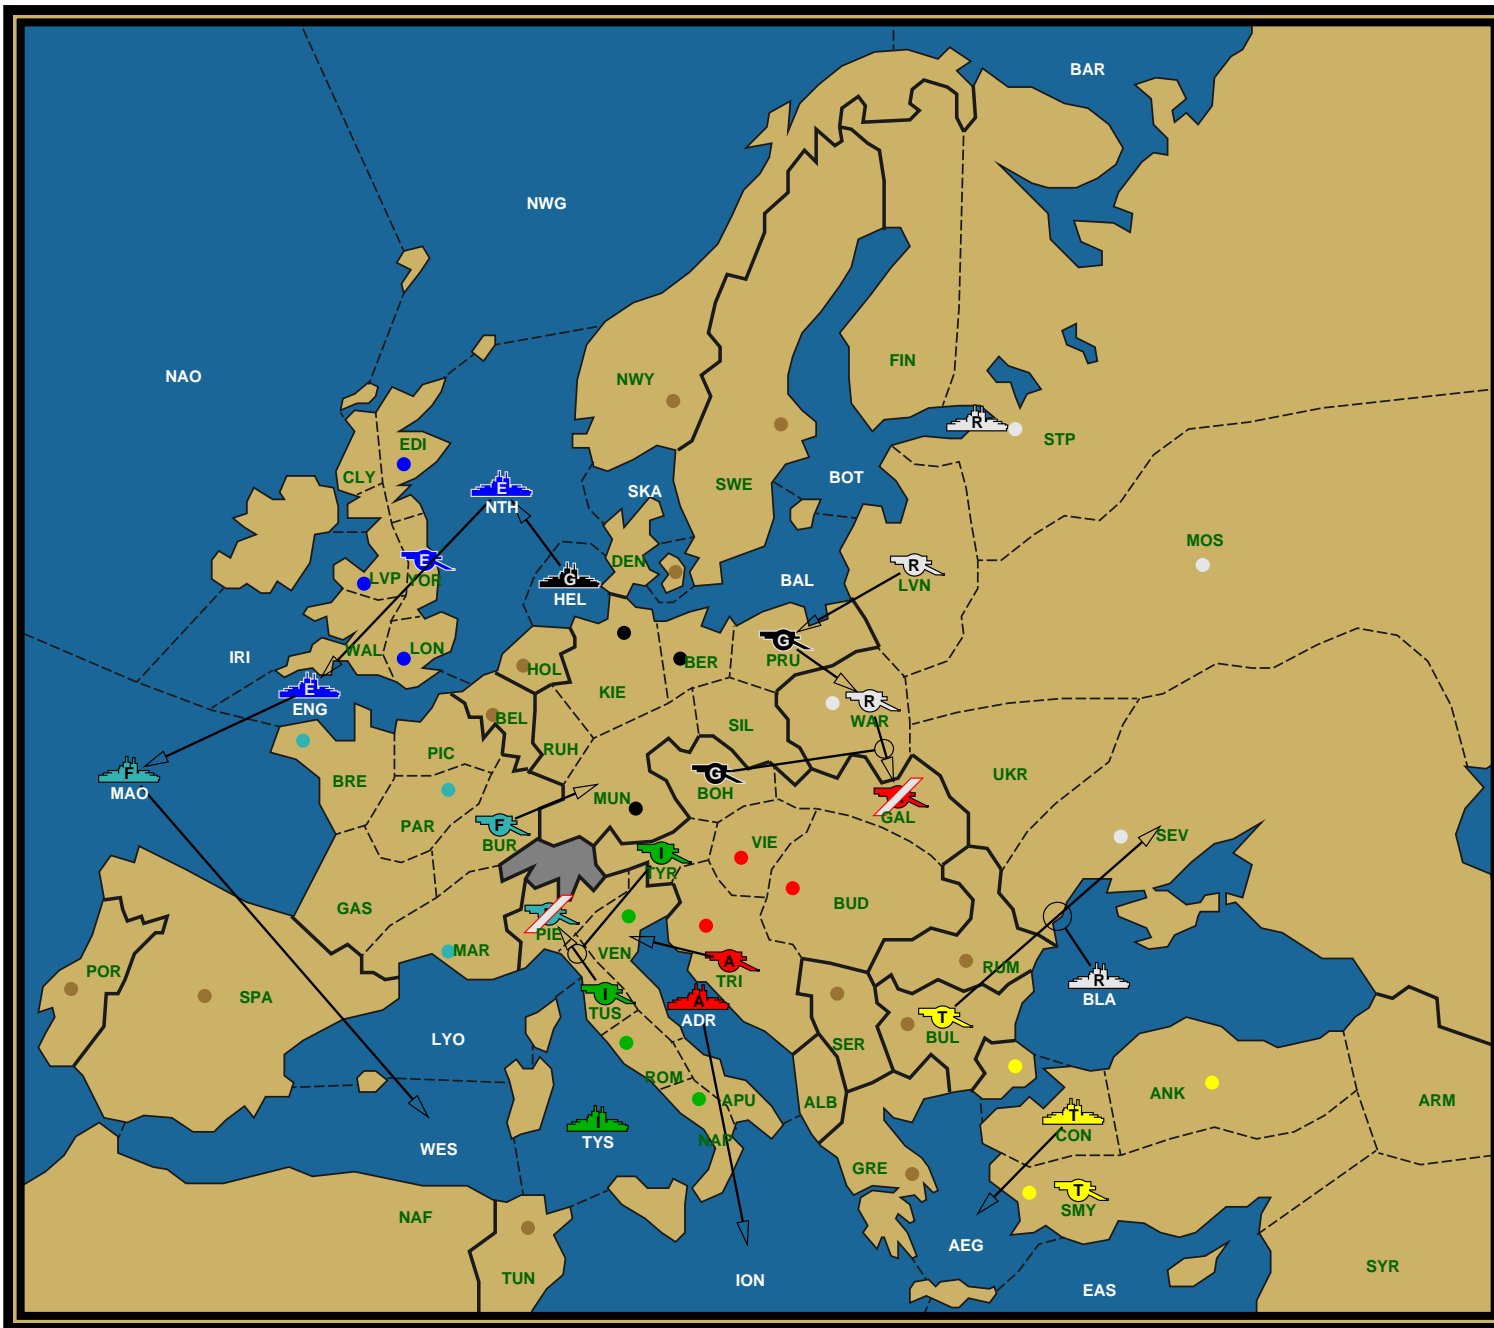 BAR
NWG
NAO
FIN
NWY
R
STP
EDI
CLY
SWE
BOT
SKA
E
NTH
MOS
E
LVP YOR
DEN
G
HEL
BAL
R
LVN
IRI
WAL
LON
HOL
BER
G
PRU
KIE
E
ENG
BEL
R
WAR
SIL
RUH
PIC
F
MAO
BRE
G
BOH
UKR
MUN
GAL
PAR
F
BUR
SEV
VIE
I
TYR
BUD
GAS
PIE
MAR
VEN
A
TRI
RUM
POR
SPA
I
TUS
A
ADR
R
BLA
T
BUL
LYO
SER
ROM
APU
ALB
ANK
ARM
I
TYS
T
CON
WES
NAP
GRE
T
SMY
NAF
AEG
TUN
ION
EAS
SYR